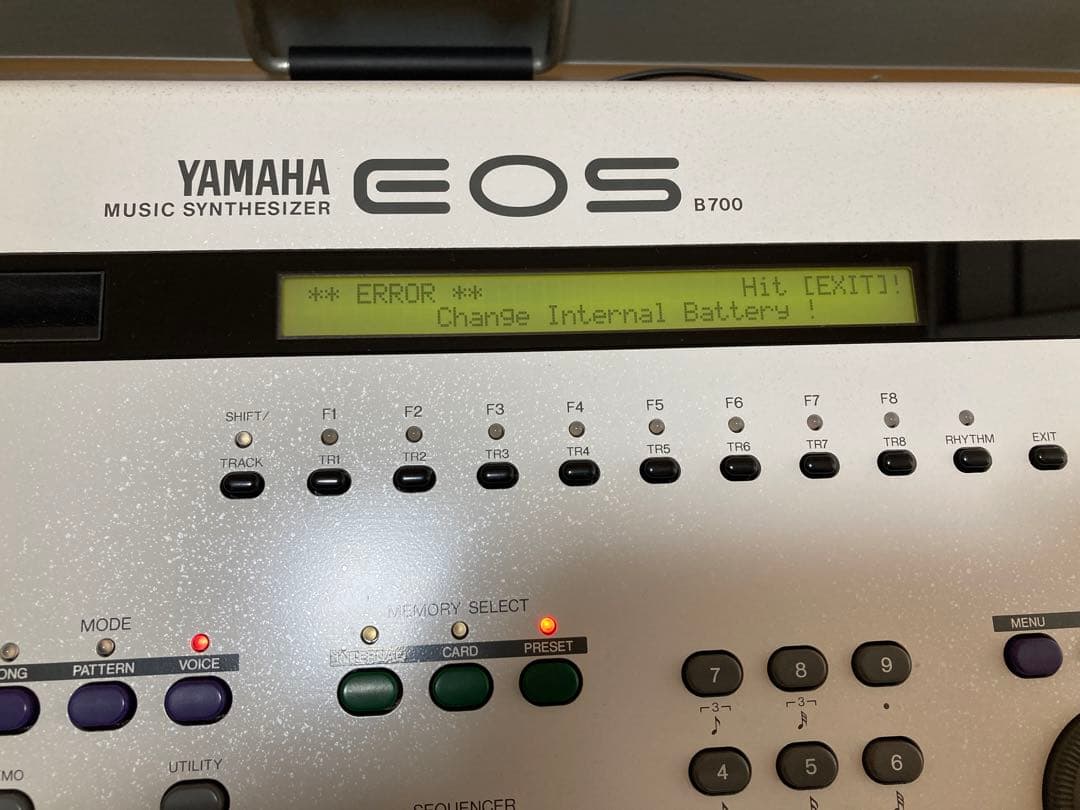 YAMAHA EOS
MUSIC SYNTHESIZER B700
** ERROR ** Hit [EXIT]!
Change Internal Battery !
SHIFT/ F1 F2 F3 F4 F5 F6 F7 F8
TRACK TR1 TR2 TR3 TR4 TR5 TR6 TR7 TR8 RHYTHM EXIT
MODE MEMORY SELECT MENU
PATTERN VOICE CARD PRESET
7 8 9
3 3
UTILITY 4 5 6
SEQUENCER